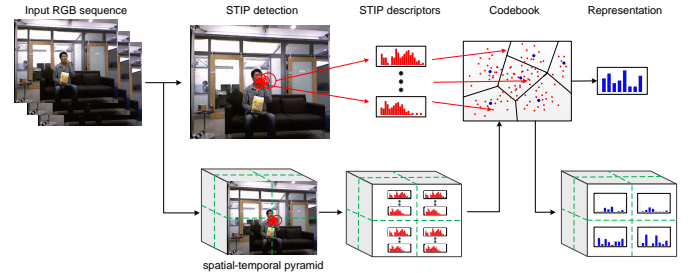 Input RGB sequence
STIP detection
STIP descriptors
Codebook
Representation
spatial-temporal pyramid